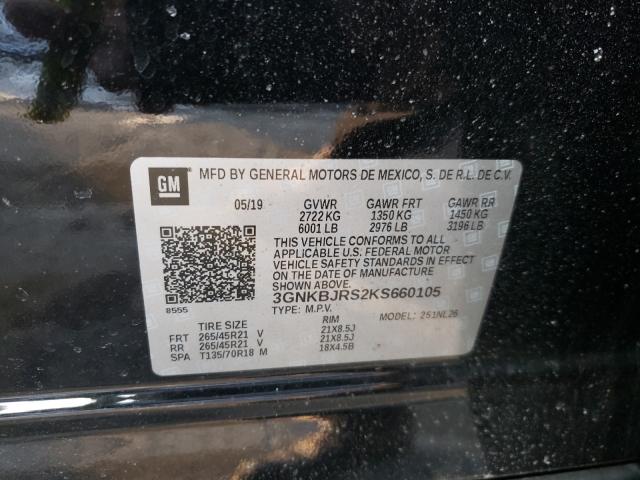 GM
MFD BY GENERAL MOTORS DE MEXICO, S. DE R.L. DE C.V.
05/19 GVWR GAWR FRT GAWR RR
2722 KG 1350 KG 1450 KG
6001 LB 2976 LB 3196 LB
THIS VEHICLE CONFORMS TO ALL
APPLICABLE U.S. FEDERAL MOTOR
VEHICLE SAFETY STANDARDS IN EFFECT
ON THE DATE OF MANUFACTURE
SHOWN ABOVE.
8555
3GNKBJRS2KS660105
TYPE: M.P.V. MODEL: 251NL26
TIRE SIZE RIM
FRT 265/45R21 V 21X8.5J
RR 265/45R21 V 21X8.5J
SPA T135/70R18 M 18X4.5B